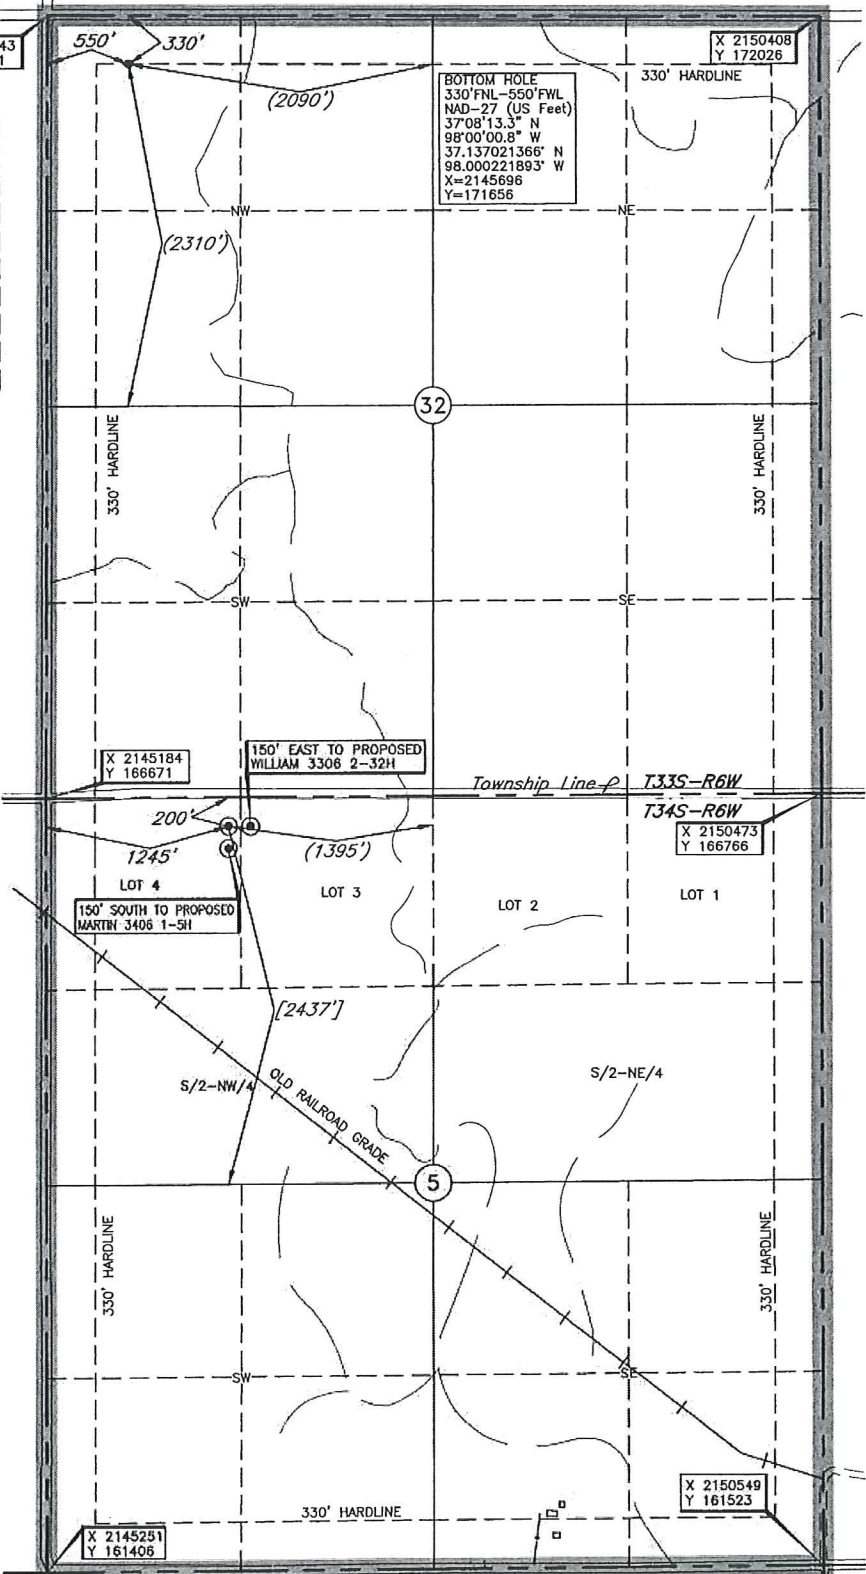 43
1
550'
330'
(2090')
X 2150408
Y 172026
330' HARDLINE
BOTTOM HOLE
330'FNL-550'FWL
NAD-27 (US Feet)
37°08'13.3" N
98°00'00.8" W
37.137021366° N
98.000221893° W
X=2145696
Y=171656
NW
NE
(2310')
32
330' HARDLINE
330' HARDLINE
SW
SE
X 2145184
Y 166671
150' EAST TO PROPOSED
WILLIAM 3306 2-32H
Township Line
T33S-R6W
T34S-R6W
200'
1245'
(1395')
X 2150473
Y 166766
LOT 4
LOT 3
LOT 2
LOT 1
150' SOUTH TO PROPOSED
MARTIN 3406 1-5H
[2437']
S/2-NW/4
OLD RAILROAD GRADE
S/2-NE/4
5
330' HARDLINE
330' HARDLINE
SW
SE
330' HARDLINE
X 2150549
Y 161523
X 2145251
Y 161406